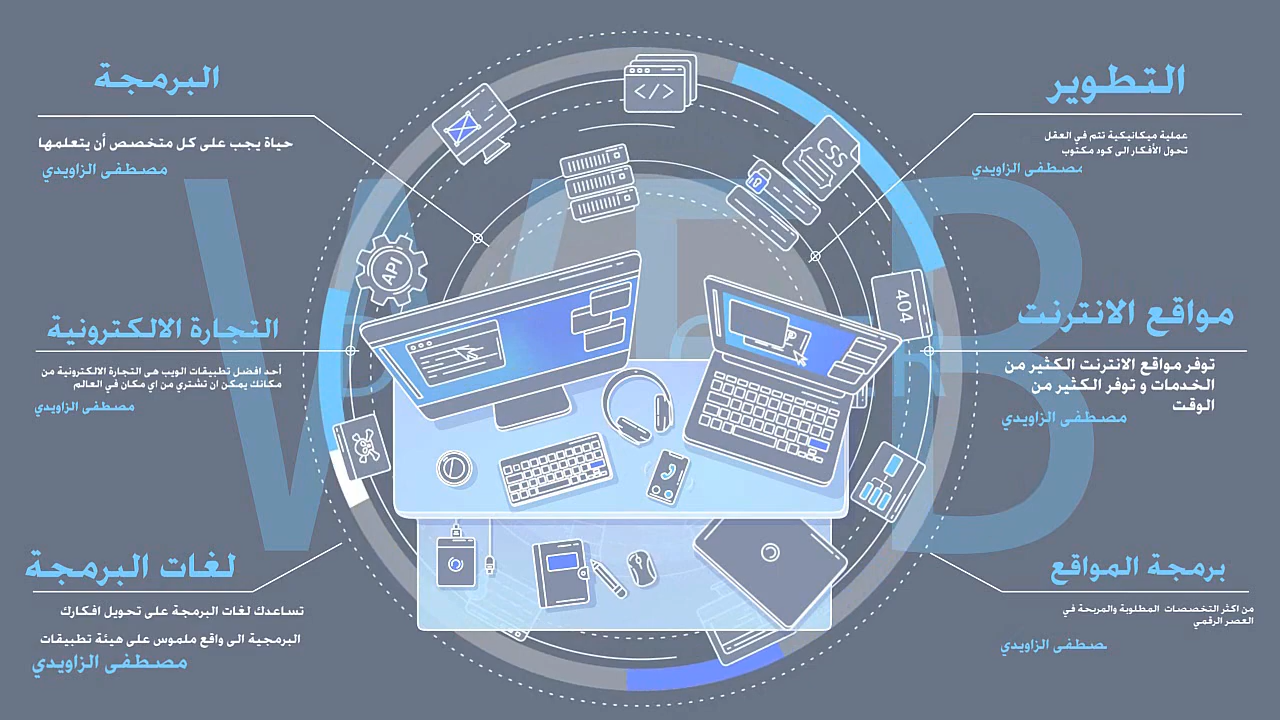 التطوير
عملية ميكانيكية تتم في العقل
تحول الأفكار الى كود مكتوب
مصطفى الزاويدي
البرمجة
حياة يجب على كل متخصص أن يتعلمها
مصطفى الزاويدي
</>
CSS
API
404
WEB
مواقع الانترنت
توفر مواقع الانترنت الكثير من
الخدمات و توفر الكثير من
الوقت
مصطفى الزاويدي
التجارة الالكترونية
أحد افضل تطبيقات الويب هي التجارة الالكترونية من
مكانك يمكن ان تشتري من اي مكان في العالم
مصطفى الزاويدي
برمجة المواقع
من اكثر التخصصات المطلوبة والمربحة في
العصر الرقمي
مصطفى الزاويدي
لغات البرمجة
تساعدك لغات البرمجة على تحويل افكارك
البرمجية الى واقع ملموس على هيئة تطبيقات
مصطفى الزاويدي